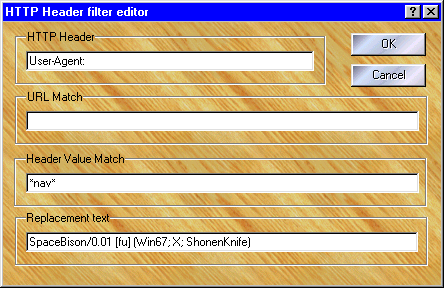 HTTP Header filter editor
HTTP Header
User-Agent:
OK
Cancel
URL Match
Header Value Match
*nav*
Replacement text
SpaceBison/0.01 [fu] (Win67; X; ShonenKnife)